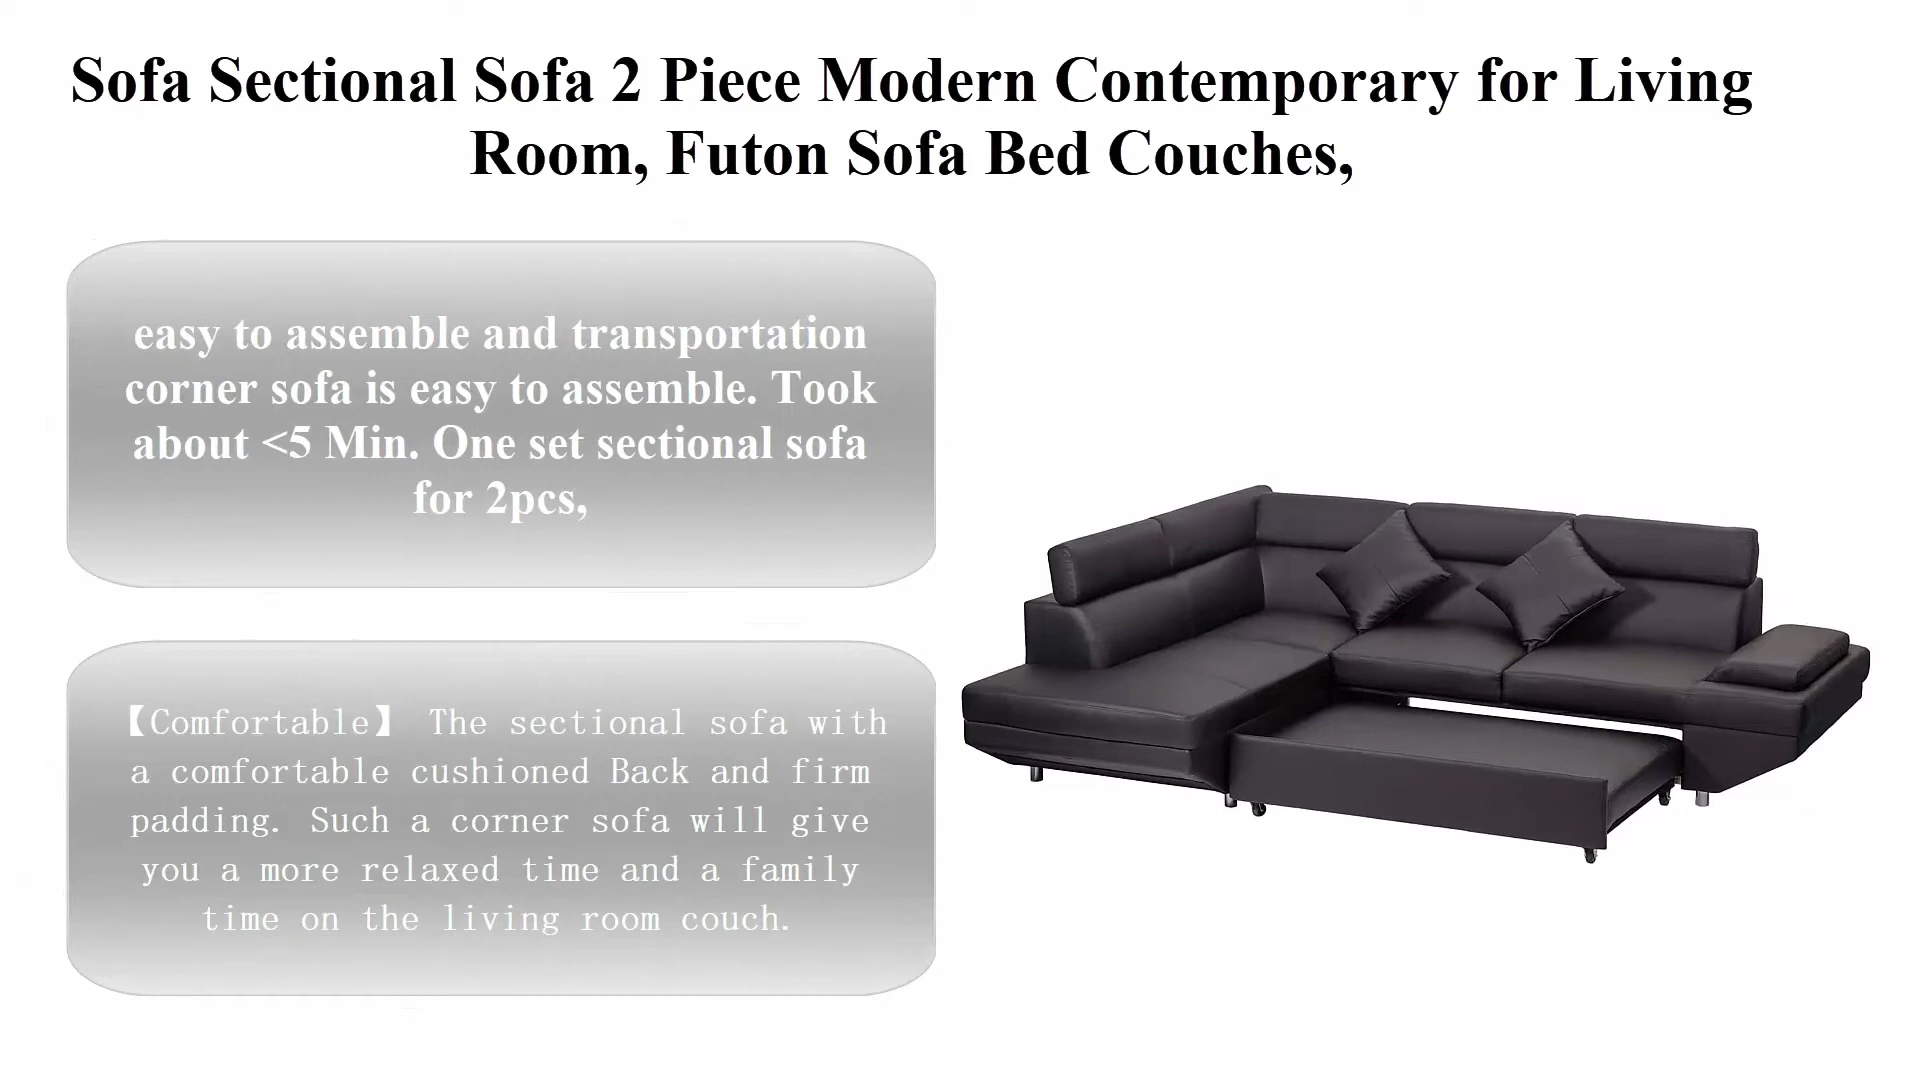 Sofa Sectional Sofa 2 Piece Modern Contemporary for Living
Room, Futon Sofa Bed Couches,
easy to assemble and transportation
corner sofa is easy to assemble. Took
about <5 Min. One set sectional sofa
for 2pcs,
【Comfortable】 The sectional sofa with
a comfortable cushioned Back and firm
padding. Such a corner sofa will give
you a more relaxed time and a family
time on the living room couch.